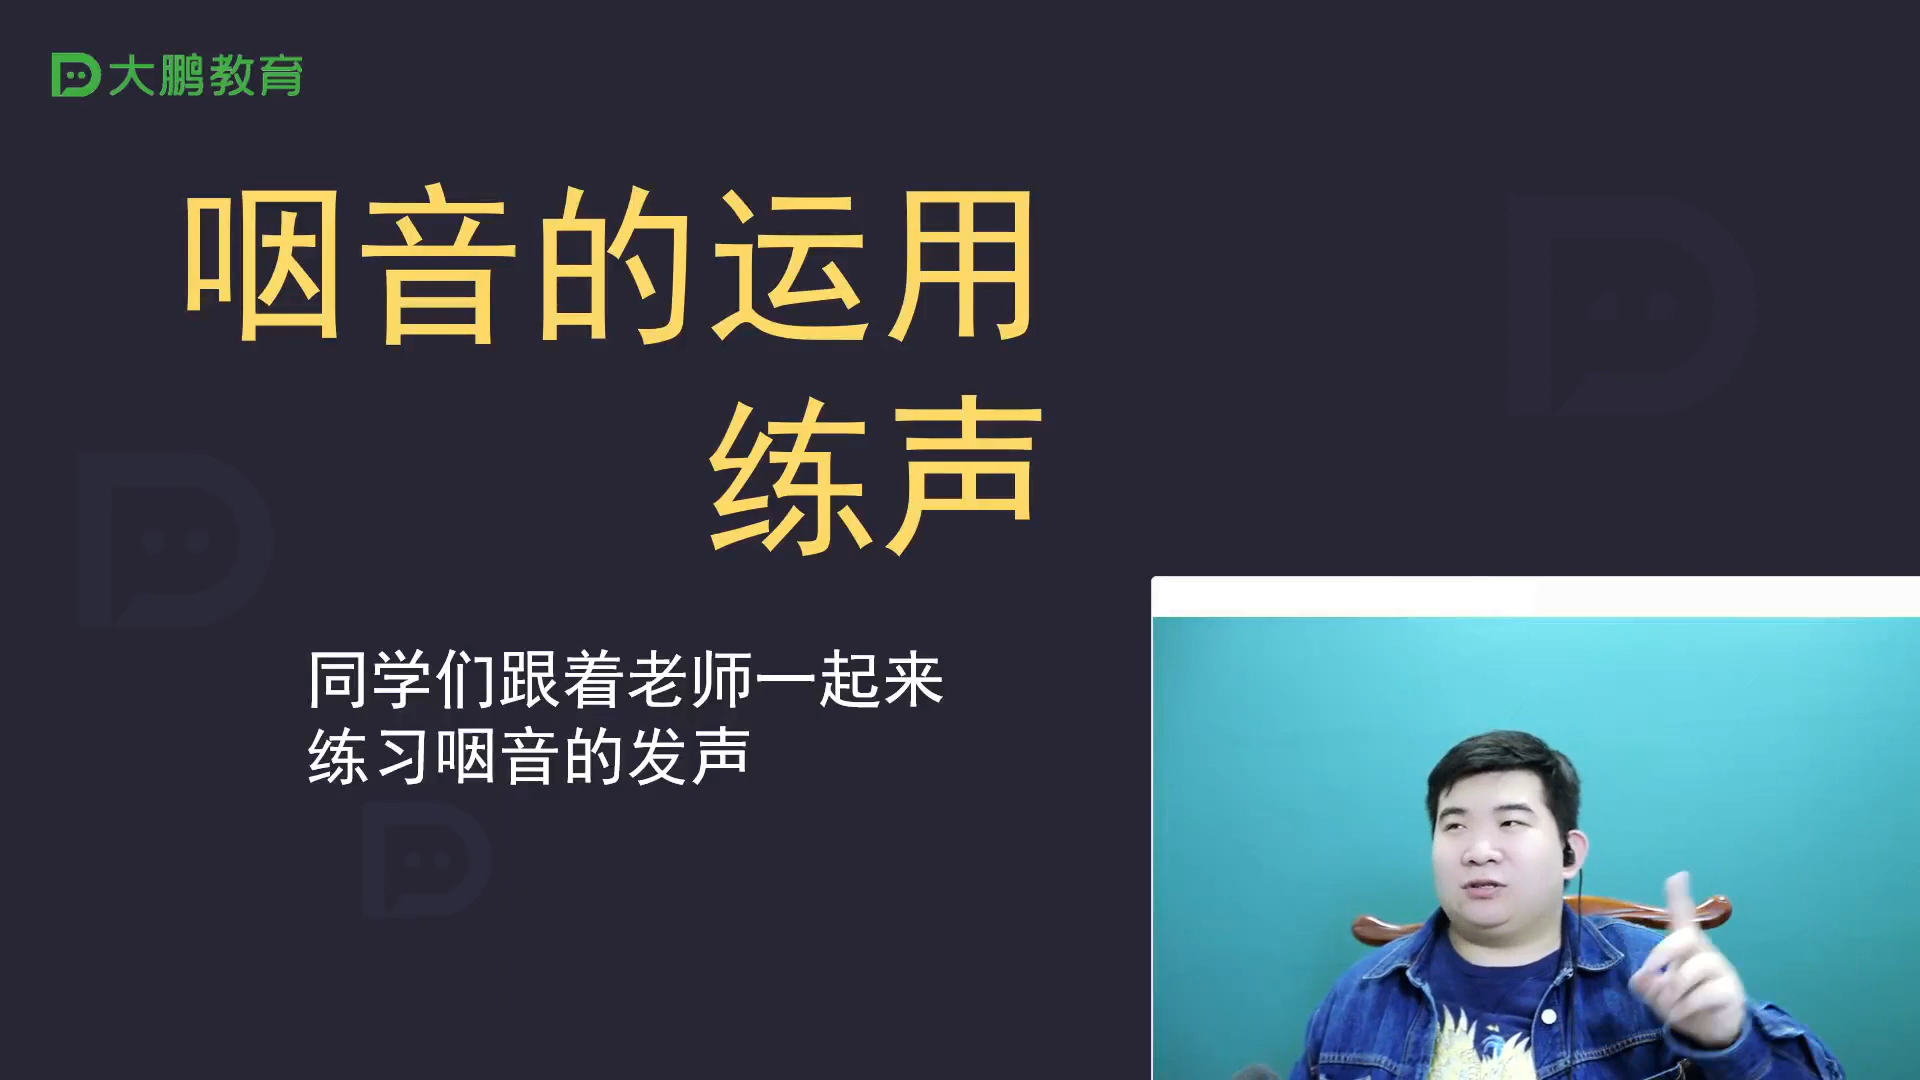 大鹏教育
咽音的运用
练声
同学们跟着老师一起来
练习咽音的发声